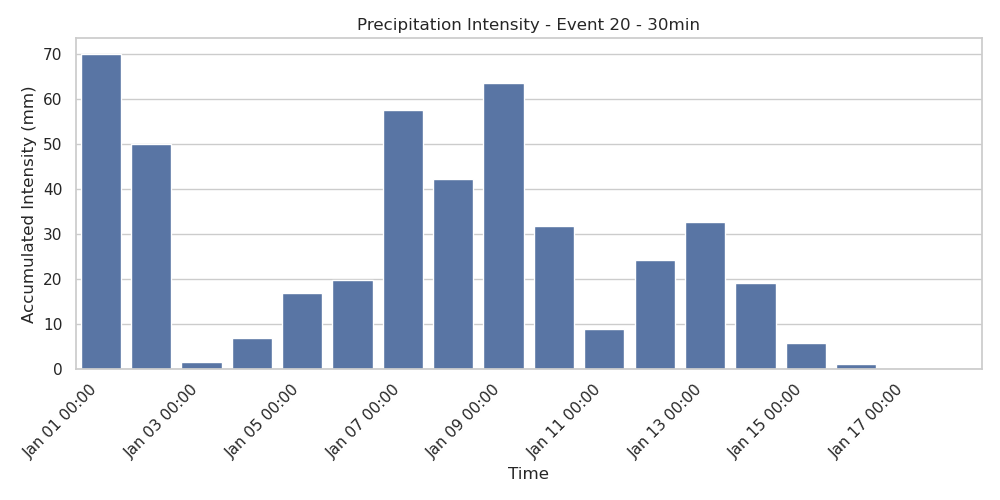 Precipitation Intensity - Event 20 - 30min
Accumulated Intensity (mm)
70
60
50
40
30
20
10
0
Jan 01 00:00
Jan 03 00:00
Jan 05 00:00
Jan 07 00:00
Jan 09 00:00
Jan 11 00:00
Jan 13 00:00
Jan 15 00:00
Jan 17 00:00
Time